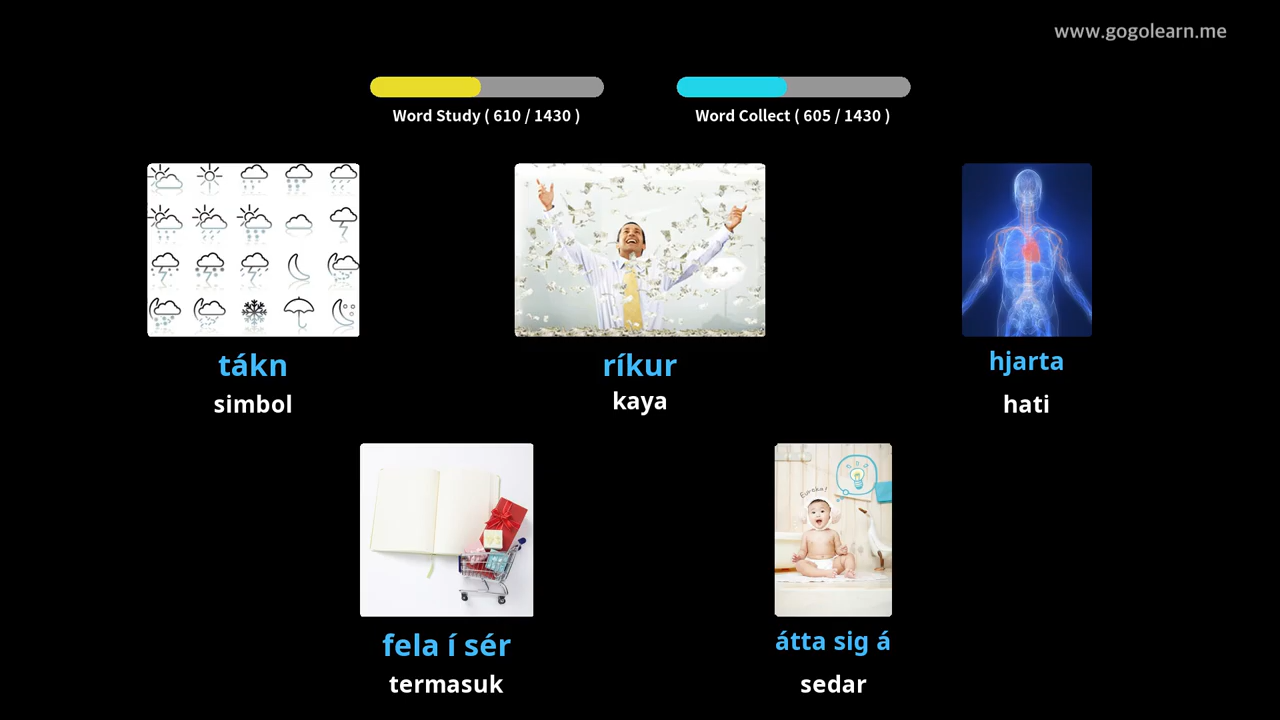 www.gogolearn.me
Word Study ( 610 / 1430 )
Word Collect ( 605 / 1430 )
tákn
simbol
ríkur
kaya
hjarta
hati
Eureka!
fela í sér
termasuk
átta sig á
sedar